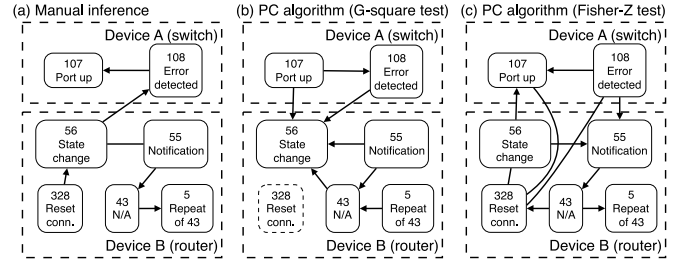 (a) Manual inference
Device A (switch)
107
Port up
108
Error
detected
56
State
change
55
Notification
328
Reset
conn.
43
N/A
5
Repeat
of 43
Device B (router)
(b) PC algorithm (G-square test)
Device A (switch)
107
Port up
108
Error
detected
56
State
change
55
Notification
328
Reset
conn.
43
N/A
5
Repeat
of 43
Device B (router)
(c) PC algorithm (Fisher-Z test)
Device A (switch)
107
Port up
108
Error
detected
56
State
change
55
Notification
328
Reset
conn.
43
N/A
5
Repeat
of 43
Device B (router)